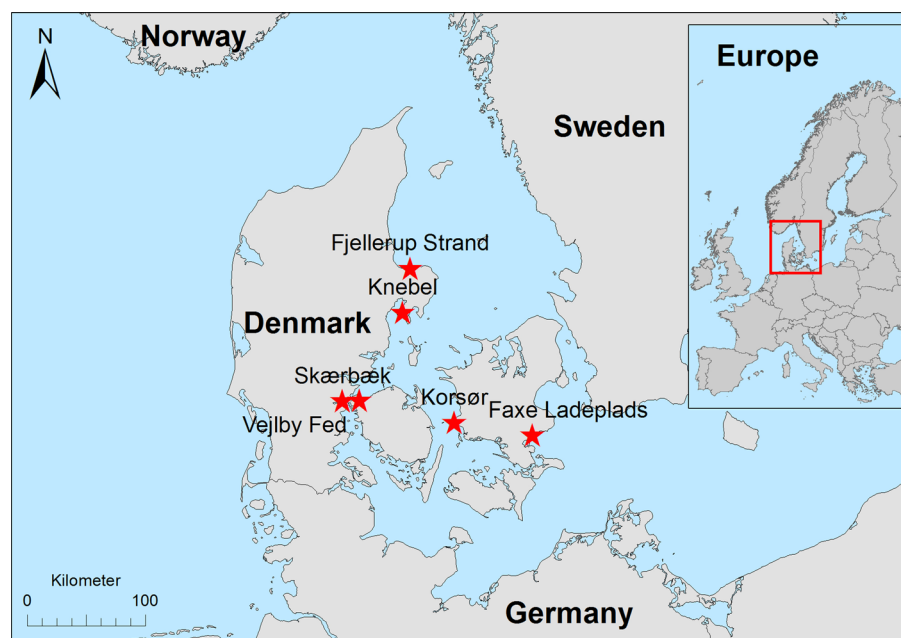 Norway
N
Europe
Sweden
Fjellerup Strand
Knebel
Denmark
Skærbæk
Korsør
Faxe Ladeplads
Vejlby Fed
Kilometer
0 100
Germany